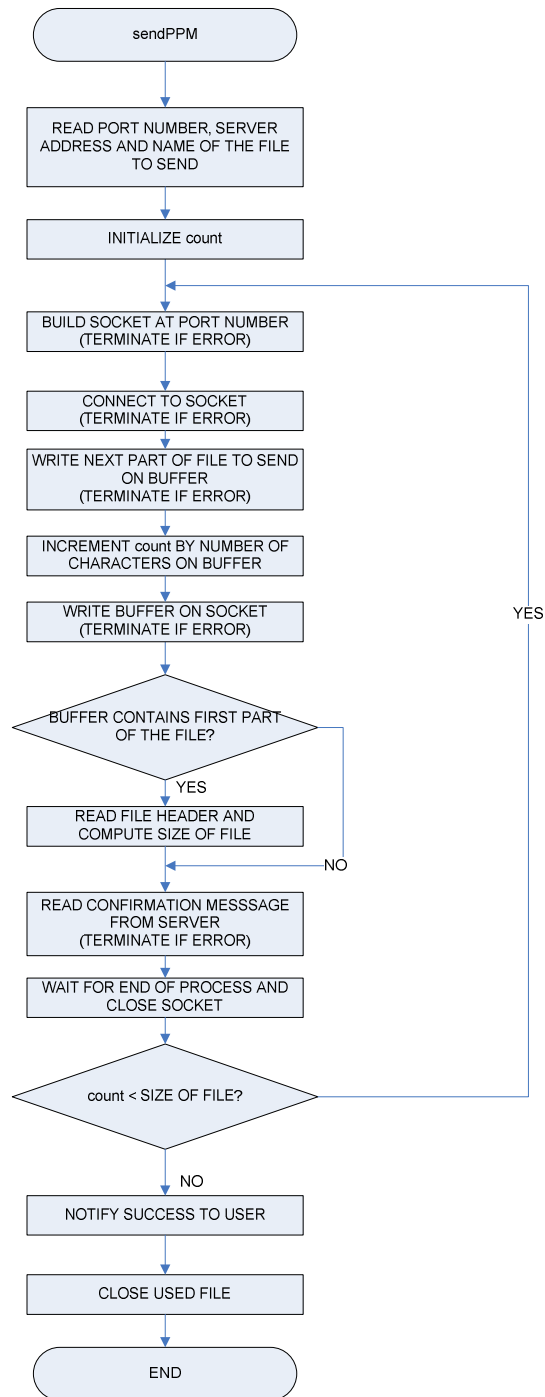 sendPPM
READ PORT NUMBER, SERVER
ADDRESS AND NAME OF THE FILE
TO SEND
INITIALIZE count
BUILD SOCKET AT PORT NUMBER
(TERMINATE IF ERROR)
CONNECT TO SOCKET
(TERMINATE IF ERROR)
WRITE NEXT PART OF FILE TO SEND
ON BUFFER
(TERMINATE IF ERROR)
INCREMENT count BY NUMBER OF
CHARACTERS ON BUFFER
WRITE BUFFER ON SOCKET
(TERMINATE IF ERROR)
YES
BUFFER CONTAINS FIRST PART
OF THE FILE?
YES
READ FILE HEADER AND
COMPUTE SIZE OF FILE
NO
READ CONFIRMATION MESSSAGE
FROM SERVER
(TERMINATE IF ERROR)
WAIT FOR END OF PROCESS AND
CLOSE SOCKET
count < SIZE OF FILE?
NO
NOTIFY SUCCESS TO USER
CLOSE USED FILE
END